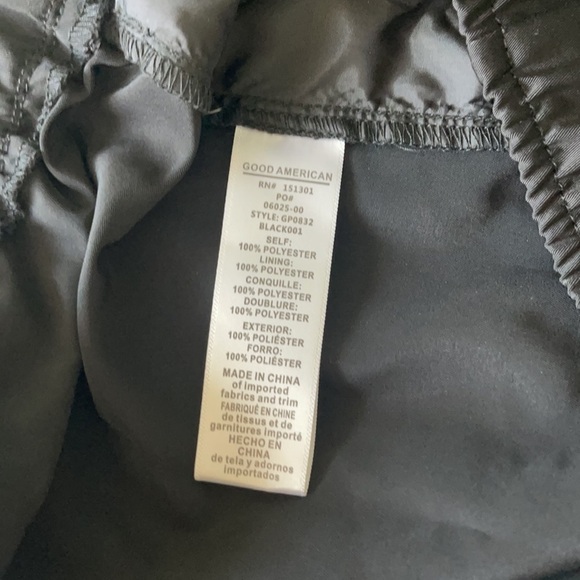 GOOD AMERICAN
RN# 151301
PO#
06025-00
STYLE: GP0832
BLACK001
SELF:
100% POLYESTER
LINING:
100% POLYESTER
CONQUILLE:
100% POLYESTER
DOUBLURE:
100% POLYESTER
EXTERIOR:
100% POLIÉSTER
FORRO:
100% POLIÉSTER
MADE IN CHINA
of imported
fabrics and trim
FABRIQUÉ EN CHINE
de tissus et de
garnitures importé
HECHO EN
CHINA
de tela y adornos
importados